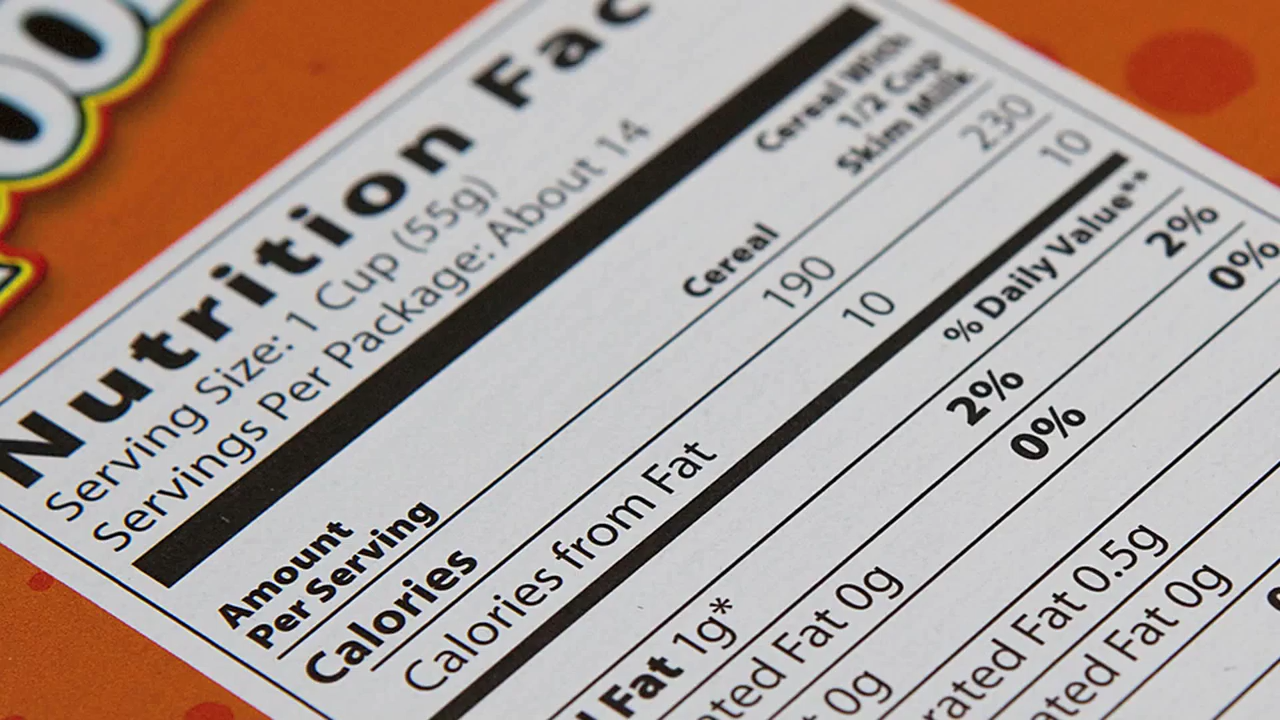 Nutrition Fac
Serving Size: 1 Cup (55g)
Servings Per Package: About 14
Cereal With
1/2 Cup
Skim Milk
Amount
Per Serving Cereal
Calories 190 230
Calories from Fat 10 10
% Daily Value**
Fat 1g* 2% 2%
ated Fat 0g 0% 0%
0g
rated Fat 0.5g
ated Fat 0g